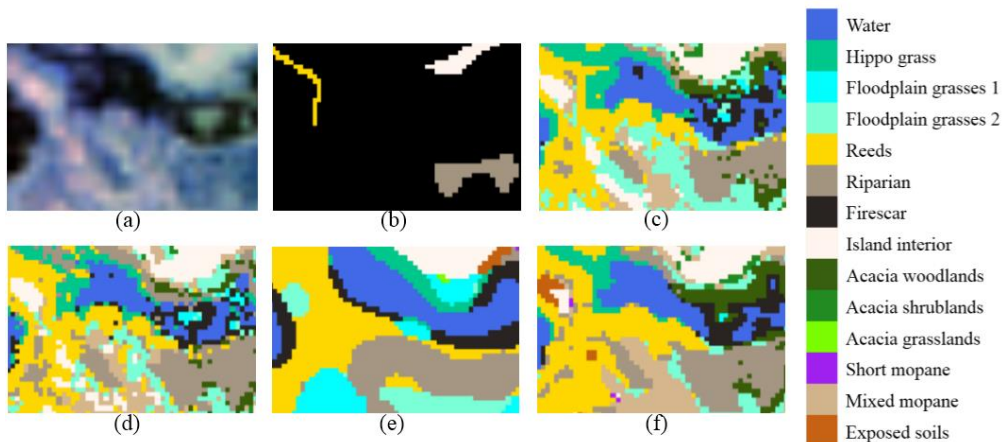 (a)
(b)
(c)
(d)
(e)
(f)
Water
Hippo grass
Floodplain grasses 1
Floodplain grasses 2
Reeds
Riparian
Firescar
Island interior
Acacia woodlands
Acacia shrublands
Acacia grasslands
Short mopane
Mixed mopane
Exposed soils